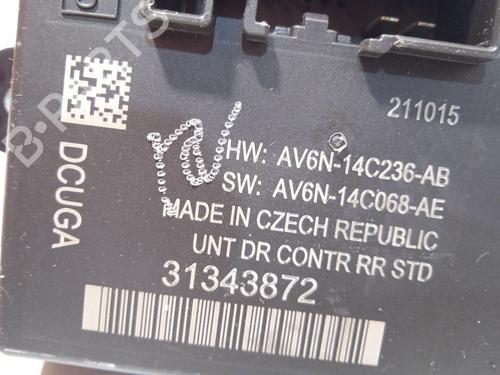 211015
HW: AV6N-14C236-AB
SW: AV6N-14C068-AE
MADE IN CZECH REPUBLIC
UNT DR CONTR RR STD
31343872
DCUGA
B-PARTS